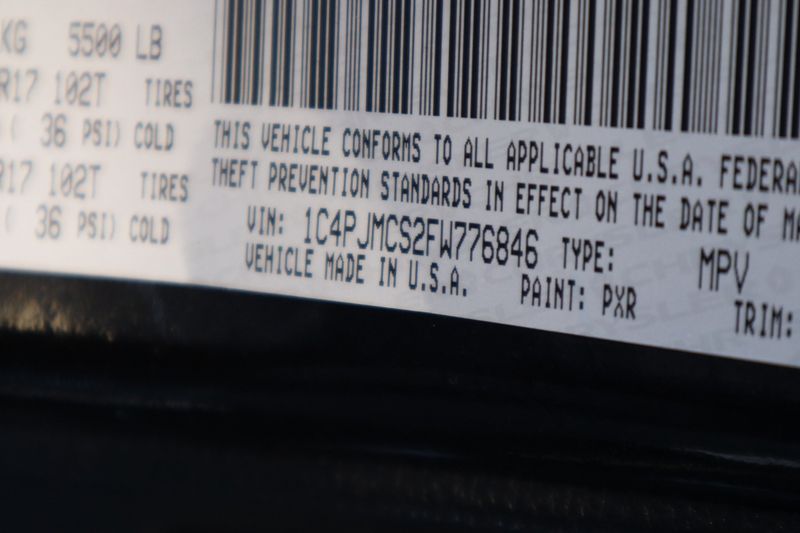 KG 5500 LB
R17 102T TIRES
( 36 PSI) COLD
R17 102T TIRES
( 36 PSI) COLD
THIS VEHICLE CONFORMS TO ALL APPLICABLE U.S.A. FEDERA
THEFT PREVENTION STANDARDS IN EFFECT ON THE DATE OF MA
VIN: 1C4PJMCS2FW776846 TYPE: MPV
VEHICLE MADE IN U.S.A. PAINT: PXR TRIM: